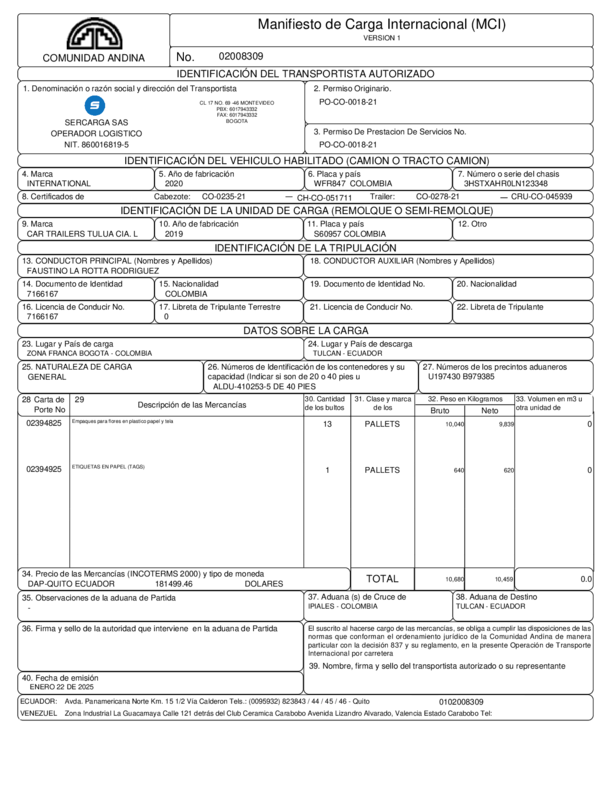 Manifiesto de Carga Internacional (MCI)
VERSION 1
COMUNIDAD ANDINA
No. 02008309
IDENTIFICACIÓN DEL TRANSPORTISTA AUTORIZADO
1. Denominación o razón social y dirección del Transportista
CL 17 NO. 69 -46 MONTEVIDEO
PBX: 6017943332
FAX: 6017943332
BOGOTA
S
SERCARGA SAS
OPERADOR LOGISTICO
NIT. 860016819-5
2. Permiso Originario.
PO-CO-0018-21
3. Permiso De Prestacion De Servicios No.
PO-CO-0018-21
IDENTIFICACIÓN DEL VEHICULO HABILITADO (CAMION O TRACTO CAMION)
4. Marca
INTERNATIONAL
5. Año de fabricación
2020
6. Placa y país
WFR847 COLOMBIA
7. Número o serie del chasis
3HSTXAHR0LN123348
8. Certificados de Cabezote: CO-0235-21 — CH-CO-051711 Trailer: CO-0278-21 — CRU-CO-045939
IDENTIFICACIÓN DE LA UNIDAD DE CARGA (REMOLQUE O SEMI-REMOLQUE)
9. Marca
CAR TRAILERS TULUA CIA. L
10. Año de fabricación
2019
11. Placa y país
S60957 COLOMBIA
12. Otro
IDENTIFICACIÓN DE LA TRIPULACIÓN
13. CONDUCTOR PRINCIPAL (Nombres y Apellidos)
FAUSTINO LA ROTTA RODRIGUEZ
18. CONDUCTOR AUXILIAR (Nombres y Apellidos)
14. Documento de Identidad
7166167
15. Nacionalidad
COLOMBIA
19. Documento de Identidad No.
20. Nacionalidad
16. Licencia de Conducir No.
7166167
17. Libreta de Tripulante Terrestre
0
21. Licencia de Conducir No.
22. Libreta de Tripulante
DATOS SOBRE LA CARGA
23. Lugar y País de carga
ZONA FRANCA BOGOTA - COLOMBIA
24. Lugar y País de descarga
TULCAN - ECUADOR
25. NATURALEZA DE CARGA
GENERAL
26. Números de Identificación de los contenedores y su
capacidad (Indicar si son de 20 o 40 pies u
ALDU-410253-5 DE 40 PIES
27. Números de los precintos aduaneros
U197430 B979385
28 Carta de
Porte No
29
Descripción de las Mercancías
30. Cantidad
de los bultos
31. Clase y marca
de los
32. Peso en Kilogramos
Bruto Neto
33. Volumen en m3 u
otra unidad de
02394825 Empaques para flores en plastico papel y tela 13 PALLETS 10,040 9,839 0
02394925 ETIQUETAS EN PAPEL (TAGS) 1 PALLETS 640 620 0
34. Precio de las Mercancías (INCOTERMS 2000) y tipo de moneda
DAP-QUITO ECUADOR 181499.46 DOLARES
TOTAL 10,680 10,459 0.0
35. Observaciones de la aduana de Partida
-
37. Aduana (s) de Cruce de
IPIALES - COLOMBIA
38. Aduana de Destino
TULCAN - ECUADOR
36. Firma y sello de la autoridad que interviene en la aduana de Partida
El suscrito al hacerse cargo de las mercancías, se obliga a cumplir las disposiciones de las
normas que conforman el ordenamiento jurídico de la Comunidad Andina de manera
particular con la decisión 837 y su reglamento, en la presente Operación de Transporte
Internacional por carretera
39. Nombre, firma y sello del transportista autorizado o su representante
40. Fecha de emisión
ENERO 22 DE 2025
ECUADOR: Avda. Panamericana Norte Km. 15 1/2 Vía Calderon Tels.: (0095932) 823843 / 44 / 45 / 46 - Quito 0102008309
VENEZUEL Zona Industrial La Guacamaya Calle 121 detrás del Club Ceramica Carabobo Avenida Lizandro Alvarado, Valencia Estado Carabobo Tel: